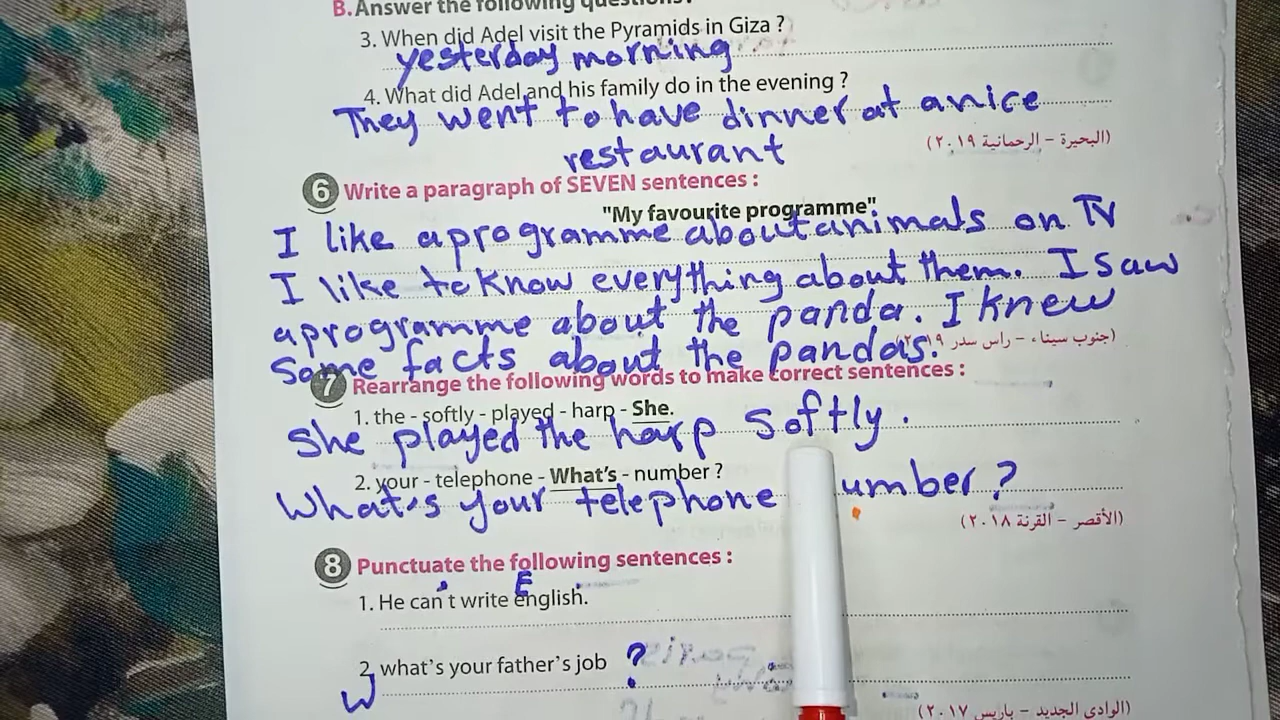 B. Answer the following questions:
3. When did Adel visit the Pyramids in Giza ?
yesterday morning
4. What did Adel and his family do in the evening ?
They went to have dinner at a nice
restaurant
(البحيرة - الرحمانية ٢٠١٩)
6 Write a paragraph of SEVEN sentences :
"My favourite programme"
I like a programme about animals on TV
I like to know everything about them. I saw
a programme about the panda. I knew
Some facts about the pandas.
(جنوب سيناء - راس سدر ٢٠١٩)
7 Rearrange the following words to make correct sentences :
1. the - softly - played - harp - She.
She played the harp Softly.
2. your - telephone - What's - number ?
What's your telephone umber?
(الأقصر - القرنة ٢٠١٨)
8 Punctuate the following sentences :
' E .
1. He can't write english.
2. what's your father's job ?
W
(الوادى الجديد - باريس ٢٠١٧)